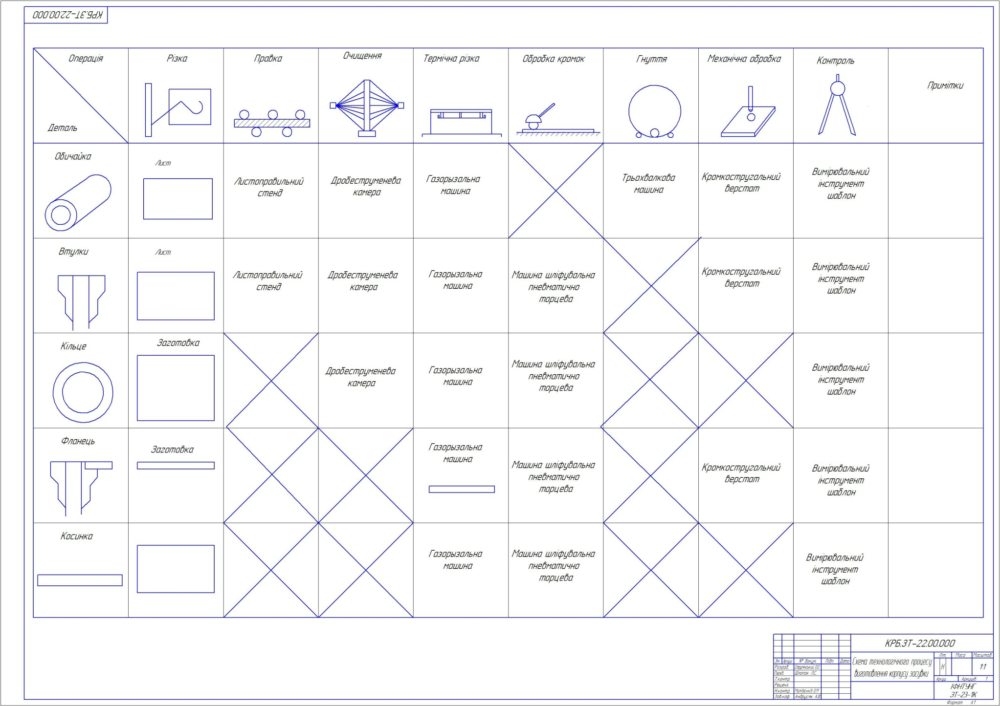 КРБ.ЗТ-22.00.000
Операція
Деталь
Різка
Правка
Очищення
Термічна різка
Обробка кромок
Гнуття
Механічна обробка
Контроль
Примітки
Обичайка
Лист
Листоправильний
стенд
Дробеструменева
камера
Газорызальна
машина
Трьохвалкова
машина
Кромкостругальний
верстат
Вимірювальний
інструмент
шаблон
Втулки
Лист
Листоправильний
стенд
Дробеструменева
камера
Газорызальна
машина
Машина шліфувальна
пневматично
торцева
Кромкостругальний
верстат
Вимірювальний
інструмент
шаблон
Кільце
Заготовка
Дробеструменева
камера
Газорызальна
машина
Машина шліфувальна
пневматично
торцева
Вимірювальний
інструмент
шаблон
Фланець
Заготовка
Газорызальна
машина
Машина шліфувальна
пневматично
торцева
Кромкостругальний
верстат
Вимірювальний
інструмент
шаблон
Косинка
Газорызальна
машина
Машина шліфувальна
пневматично
торцева
Вимірювальний
інструмент
шаблон
КРБ.ЗТ-22.00.000
Зм. Аркуш № докум. Підп. Дата
Розроб. Струмінський О.О.
Перев. Шлапак Л.С.
Т.контр.
Реценз.
Н.контр. Матвієнків О.М
Зав.каф. Андрусяк А.В.
Схема технологічного процесу
виготовлення корпусу засувки
Літ. Маса Масштаб
Н 1:1
Аркуш Аркушів 1
ІФНТУНГ
ЗТ-23-1К
Формат А1